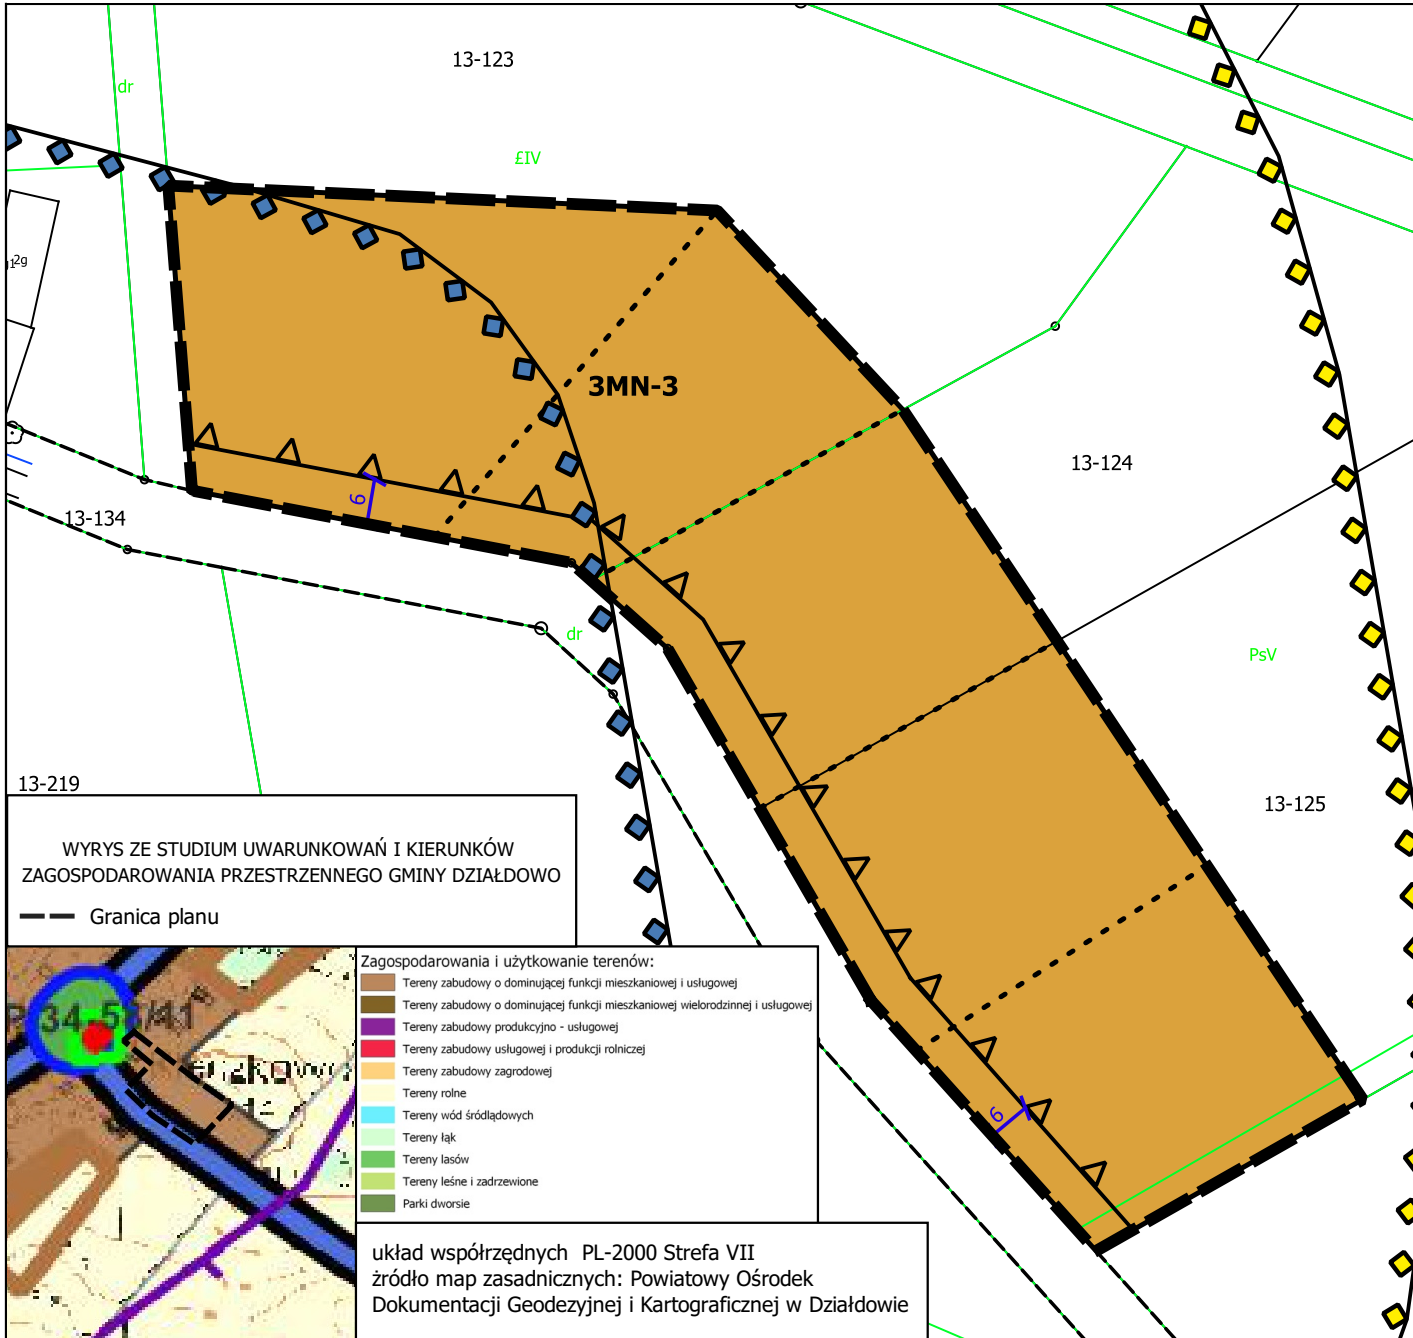 13-123
dr
£IV
2g
3MN-3
13-124
6
13-134
dr
PsV
13-219
13-125
WYRYS ZE STUDIUM UWARUNKOWAŃ I KIERUNKÓW
ZAGOSPODAROWANIA PRZESTRZENNEGO GMINY DZIAŁDOWO
Granica planu
Zagospodarowania i użytkowanie terenów:
Tereny zabudowy o dominującej funkcji mieszkaniowej i usługowej
Tereny zabudowy o dominującej funkcji mieszkaniowej wielorodzinnej i usługowej
Tereny zabudowy produkcyjno - usługowej
Tereny zabudowy usługowej i produkcji rolniczej
Tereny zabudowy zagrodowej
Tereny rolne
Tereny wód śródlądowych
Tereny łąk
Tereny lasów
Tereny leśne i zadrzewione
Parki dworsie
6
układ współrzędnych PL-2000 Strefa VII
żródło map zasadnicznych: Powiatowy Ośrodek
Dokumentacji Geodezyjnej i Kartograficznej w Działdowie